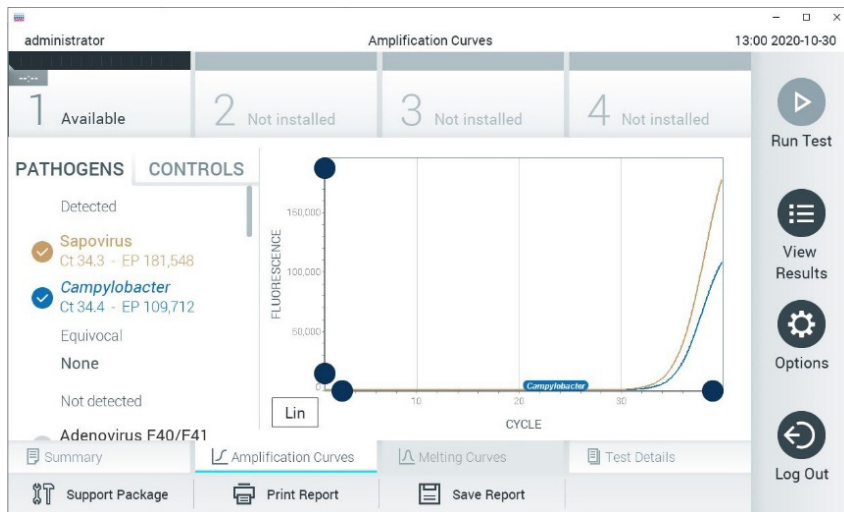 administrator
Amplification Curves
13:00 2020-10-30
--:--
1 Available
2 Not installed
3 Not installed
4 Not installed
Run Test
PATHOGENS CONTROLS
Detected
Sapovirus
Ct 34.3 - EP 181,548
Campylobacter
Ct 34.4 - EP 109,712
Equivocal
None
Not detected
Adenovirus F40/F41
FLUORESCENCE
150,000
100,000
50,000
0
Campylobacter
10 20 30
CYCLE
Lin
View
Results
Options
Log Out
Summary
Amplification Curves
Melting Curves
Test Details
Support Package
Print Report
Save Report